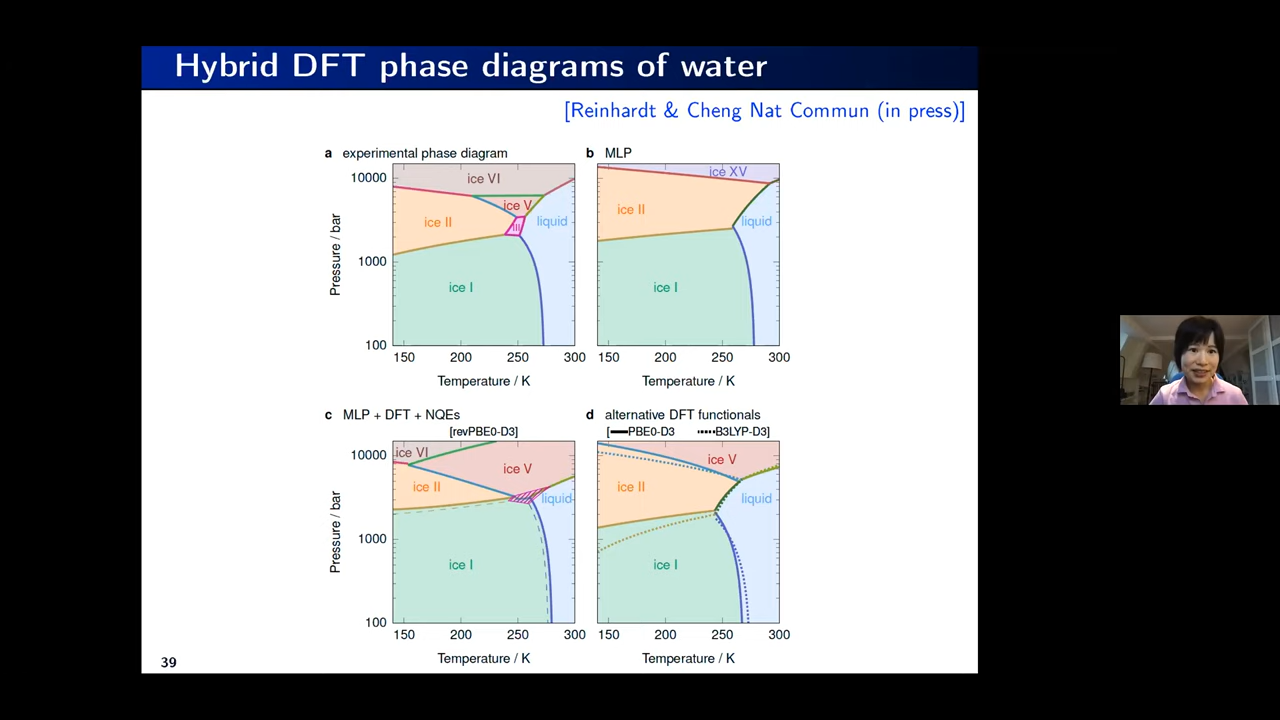 Hybrid DFT phase diagrams of water
[Reinhardt & Cheng Nat Commun (in press)]
a experimental phase diagram
10000
1000
100
Pressure / bar
ice VI
ice V
ice II
III
liquid
ice I
150 200 250 300
Temperature / K
b MLP
ice XV
ice II
liquid
ice I
150 200 250 300
Temperature / K
c MLP + DFT + NQEs
[revPBE0-D3]
10000
1000
100
Pressure / bar
ice VI
ice V
ice II
liquid
ice I
150 200 250 300
Temperature / K
d alternative DFT functionals
[ PBE0-D3 B3LYP-D3]
ice V
ice II
liquid
ice I
150 200 250 300
Temperature / K
39